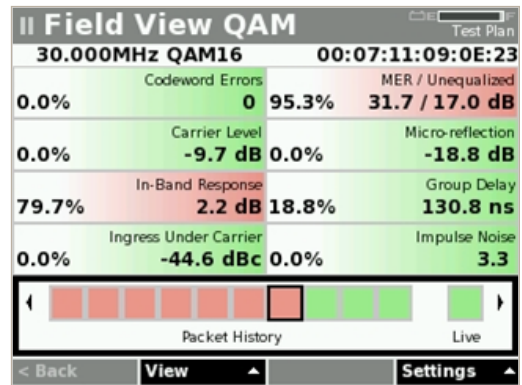 Field View QAM
E F
Test Plan
30.000MHz QAM16 00:07:11:09:0E:23
Codeword Errors
0.0% 0
MER / Unequalized
95.3% 31.7 / 17.0 dB
Carrier Level
0.0% -9.7 dB
Micro-reflection
0.0% -18.8 dB
In-Band Response
79.7% 2.2 dB
Group Delay
18.8% 130.8 ns
Ingress Under Carrier
0.0% -44.6 dBc
Impulse Noise
0.0% 3.3
Packet History Live
< Back View Settings